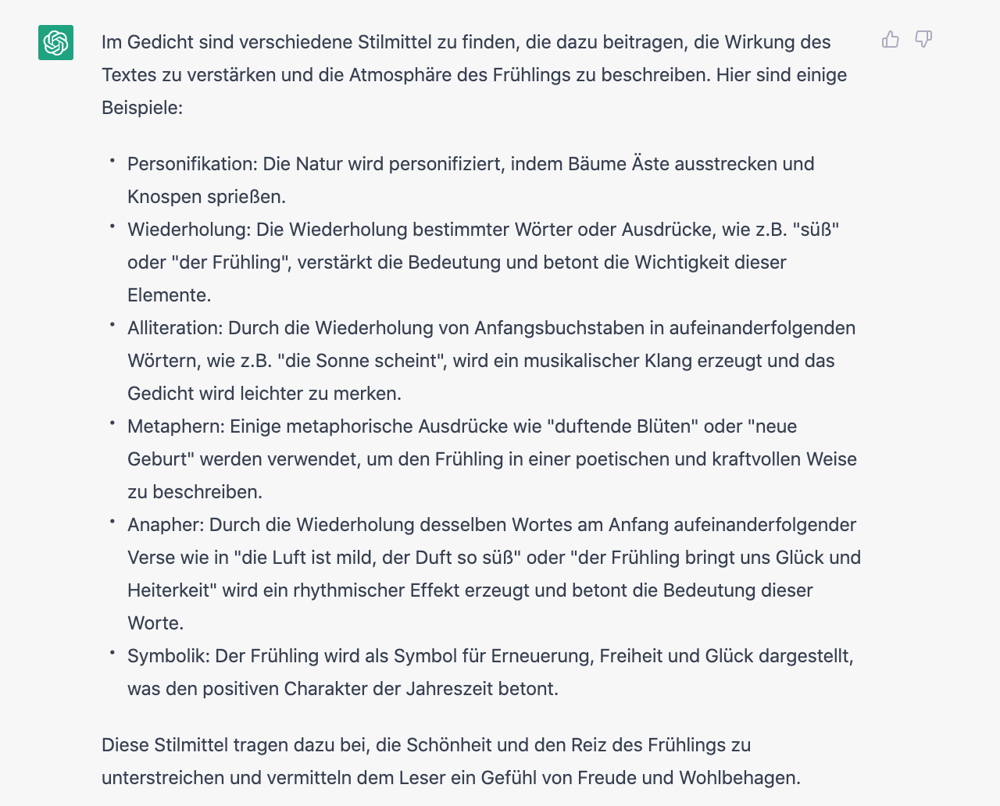 Im Gedicht sind verschiedene Stilmittel zu finden, die dazu beitragen, die Wirkung des
Textes zu verstärken und die Atmosphäre des Frühlings zu beschreiben. Hier sind einige
Beispiele:
• Personifikation: Die Natur wird personifiziert, indem Bäume Äste ausstrecken und
Knospen sprießen.
• Wiederholung: Die Wiederholung bestimmter Wörter oder Ausdrücke, wie z.B. "süß"
oder "der Frühling", verstärkt die Bedeutung und betont die Wichtigkeit dieser
Elemente.
• Alliteration: Durch die Wiederholung von Anfangsbuchstaben in aufeinanderfolgenden
Wörtern, wie z.B. "die Sonne scheint", wird ein musikalischer Klang erzeugt und das
Gedicht wird leichter zu merken.
• Metaphern: Einige metaphorische Ausdrücke wie "duftende Blüten" oder "neue
Geburt" werden verwendet, um den Frühling in einer poetischen und kraftvollen Weise
zu beschreiben.
• Anapher: Durch die Wiederholung desselben Wortes am Anfang aufeinanderfolgender
Verse wie in "die Luft ist mild, der Duft so süß" oder "der Frühling bringt uns Glück und
Heiterkeit" wird ein rhythmischer Effekt erzeugt und betont die Bedeutung dieser
Worte.
• Symbolik: Der Frühling wird als Symbol für Erneuerung, Freiheit und Glück dargestellt,
was den positiven Charakter der Jahreszeit betont.
Diese Stilmittel tragen dazu bei, die Schönheit und den Reiz des Frühlings zu
unterstreichen und vermitteln dem Leser ein Gefühl von Freude und Wohlbehagen.